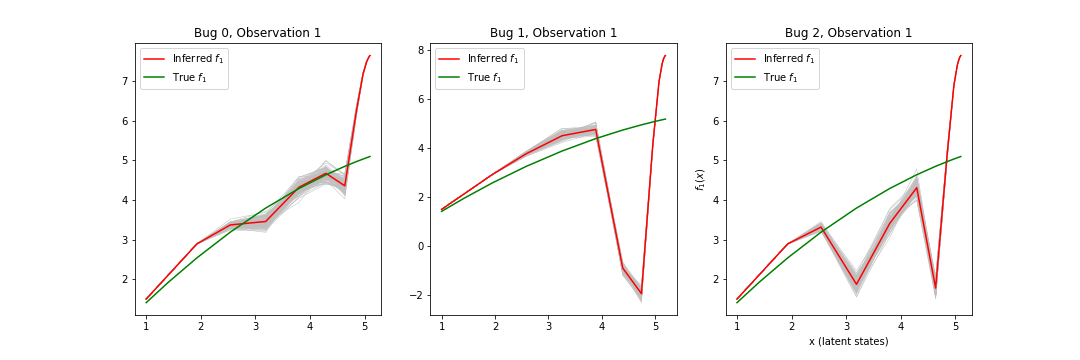 Bug 0, Observation 1
Inferred f₁
True f₁
7
6
5
4
3
2
1 2 3 4 5
Bug 1, Observation 1
Inferred f₁
True f₁
8
6
4
2
0
−2
1 2 3 4 5
Bug 2, Observation 1
Inferred f₁
True f₁
f₁(x)
7
6
5
4
3
2
1 2 3 4 5
x (latent states)